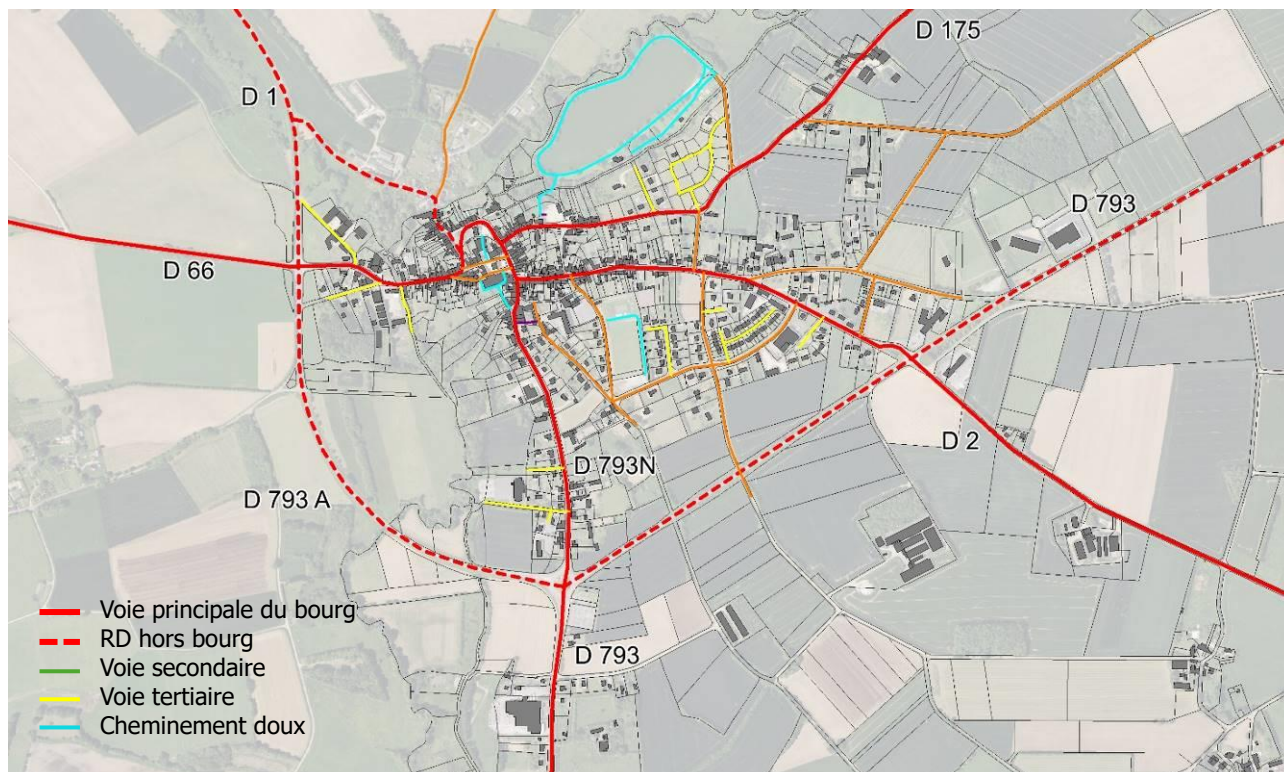 D 175
D 1
D 793
D 66
D 2
D 793N
D 793 A
D 793
Voie principale du bourg
RD hors bourg
Voie secondaire
Voie tertiaire
Cheminement doux